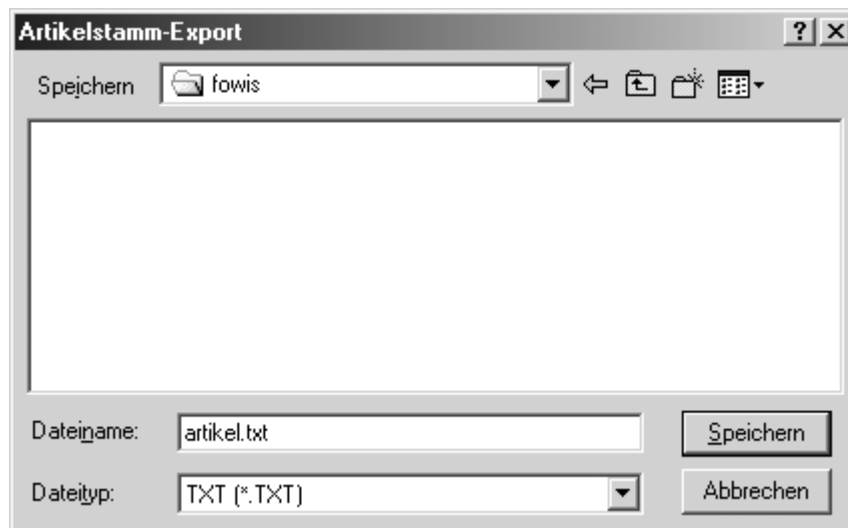 Artikelstamm-Export
Speichern fowis
Dateiname: artikel.txt Speichern
Dateityp: TXT (*.TXT) Abbrechen